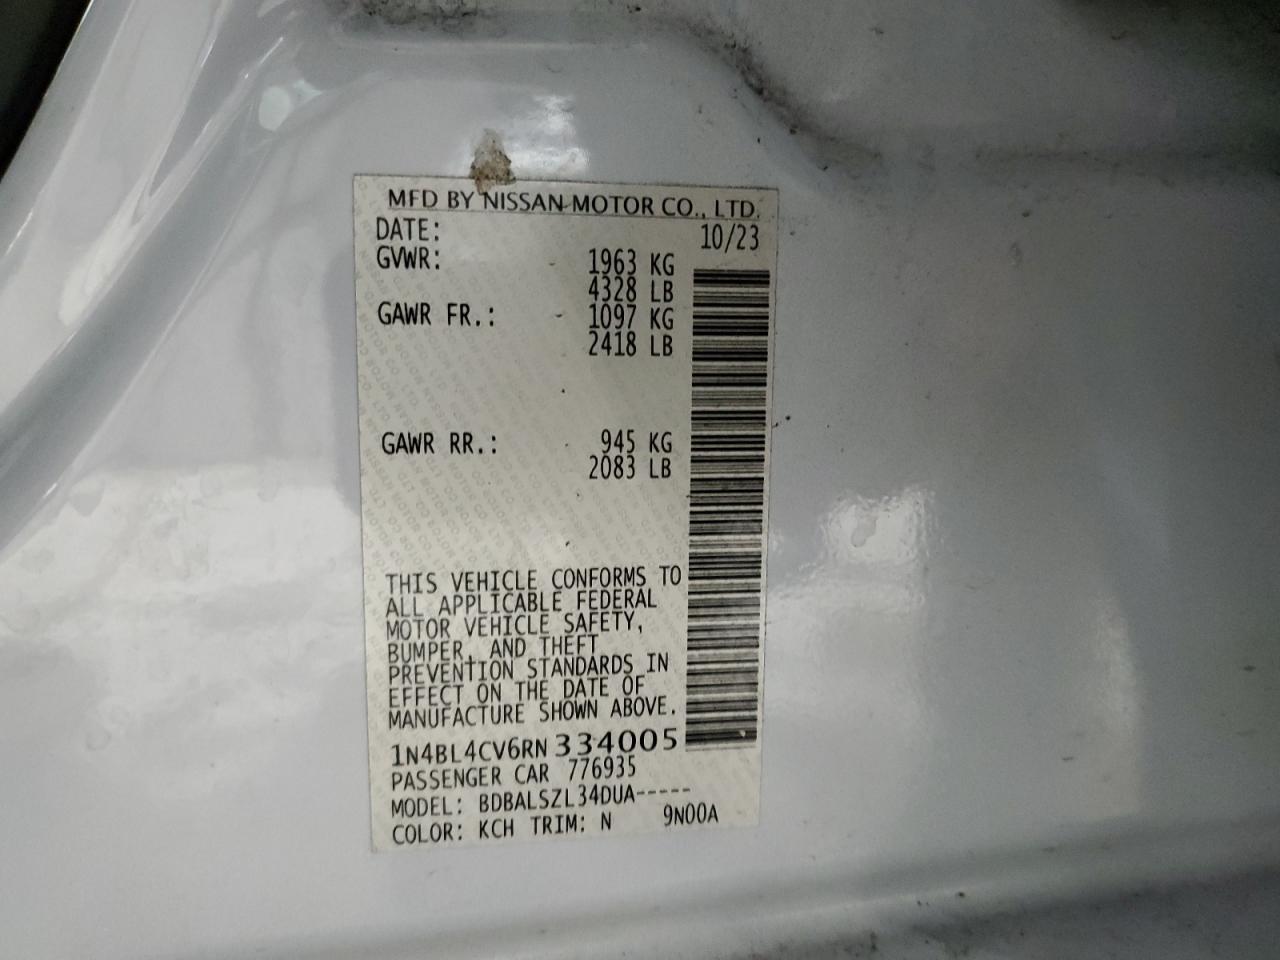 MFD BY NISSAN MOTOR CO., LTD.
DATE: 10/23
GVWR: 1963 KG
4328 LB
GAWR FR.: 1097 KG
2418 LB
GAWR RR.: 945 KG
2083 LB
THIS VEHICLE CONFORMS TO
ALL APPLICABLE FEDERAL
MOTOR VEHICLE SAFETY,
BUMPER, AND THEFT
PREVENTION STANDARDS IN
EFFECT ON THE DATE OF
MANUFACTURE SHOWN ABOVE.
1N4BL4CV6RN334005
PASSENGER CAR 776935
MODEL: BDBALSZL34DUA-----
COLOR: KCH TRIM: N 9N00A